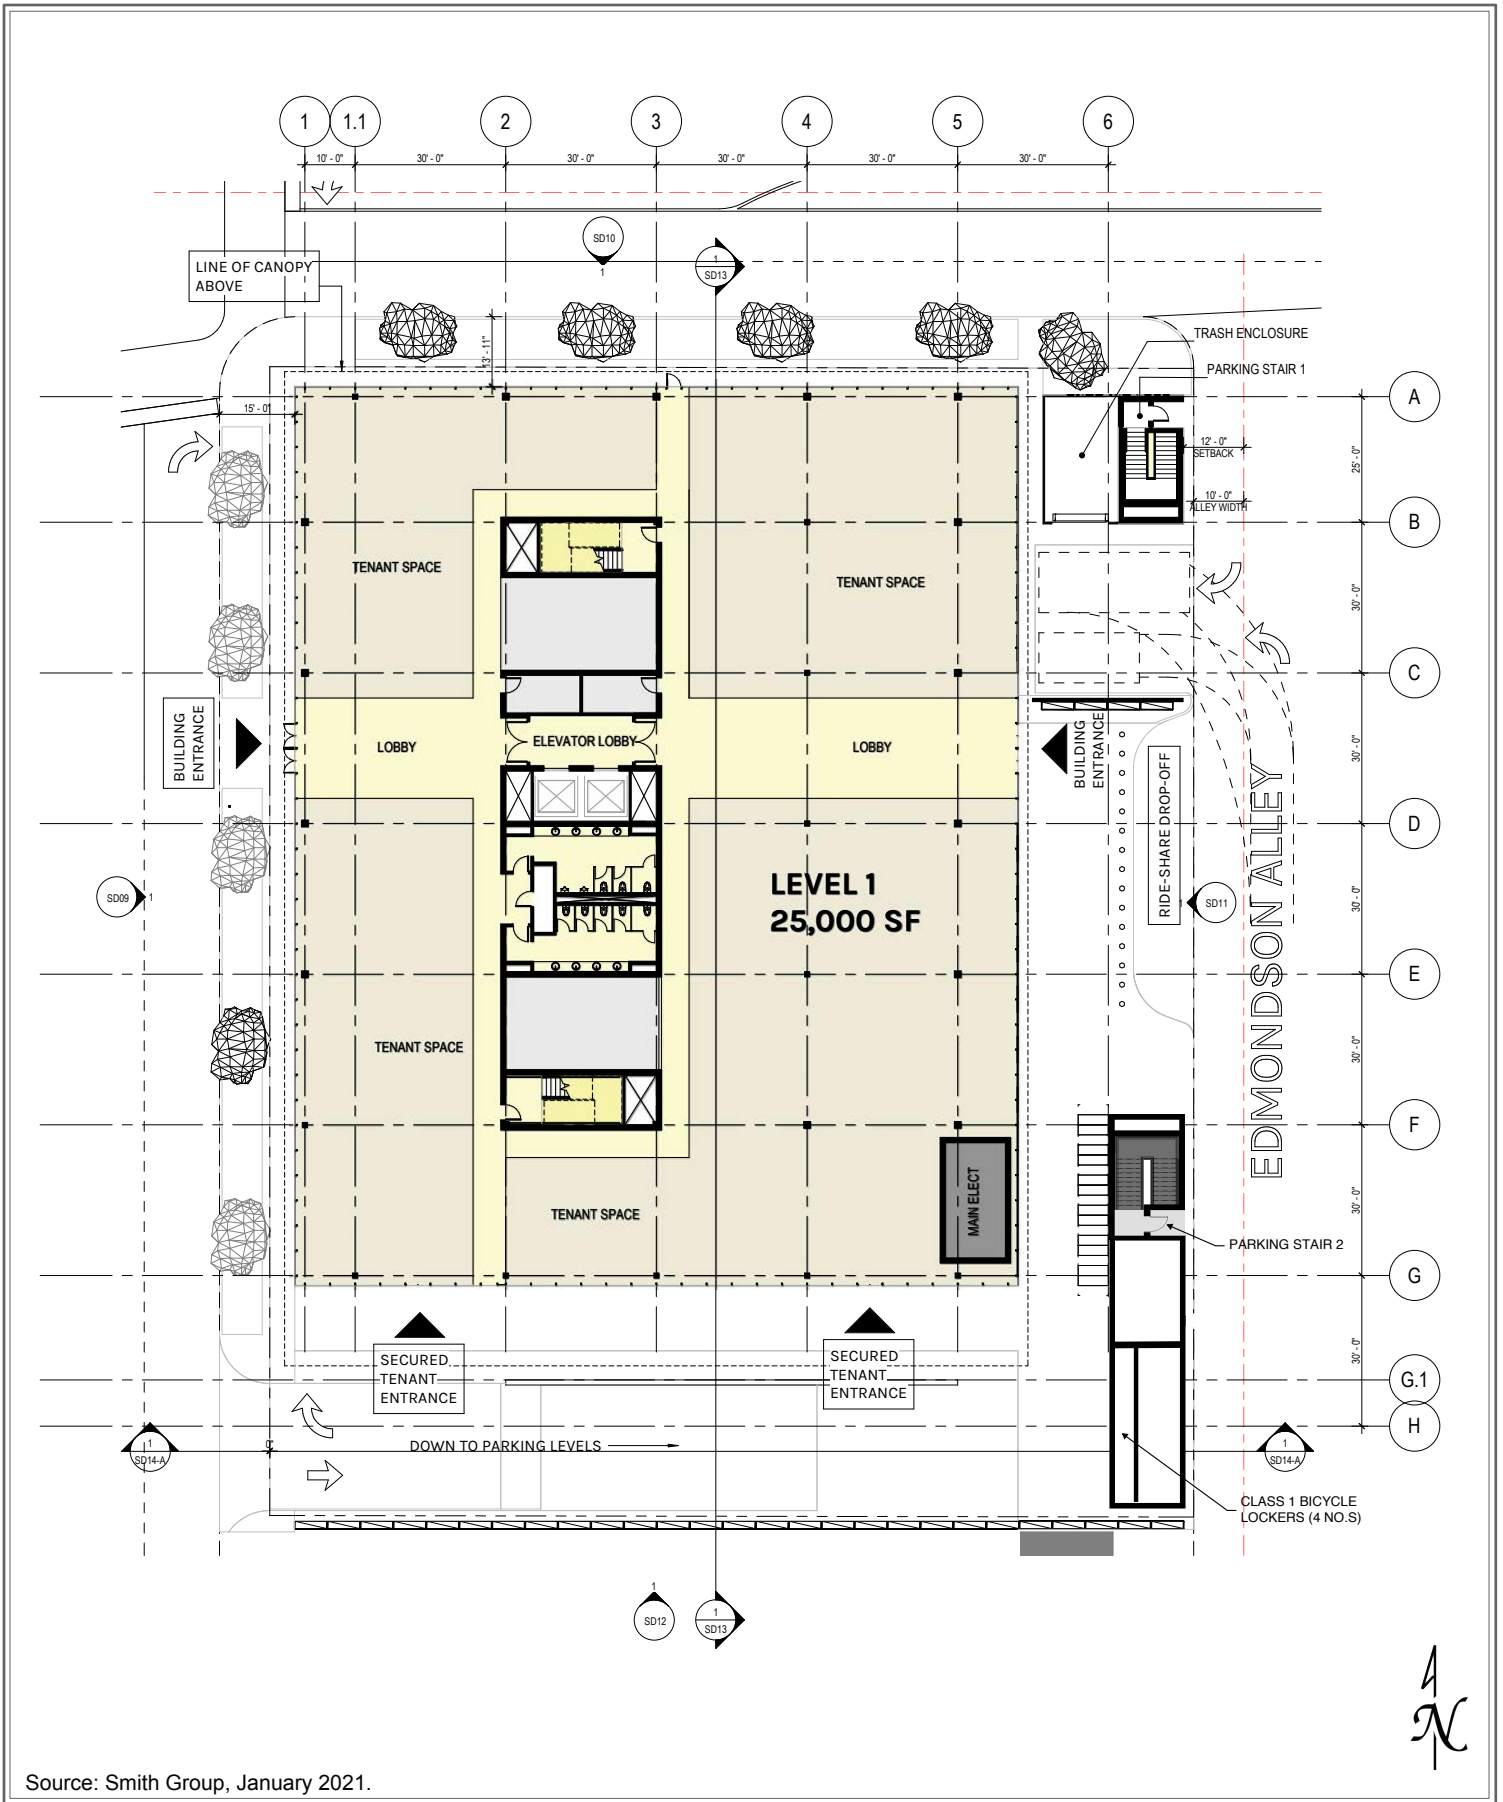 1 1.1 2 3 4 5 6
10' - 0" 30' - 0" 30' - 0" 30' - 0" 30' - 0" 30' - 0"
SD10
1
1
SD13
LINE OF CANOPY
ABOVE
13' - 11"
TRASH ENCLOSURE
PARKING STAIR 1
A
15' - 0"
12' - 0"
SETBACK
25' - 0"
10' - 0"
ALLEY WIDTH
B
TENANT SPACE
TENANT SPACE
30' - 0"
C
BUILDING
ENTRANCE
LOBBY
ELEVATOR LOBBY
LOBBY
BUILDING
ENTRANCE
30' - 0"
RIDE-SHARE DROP-OFF
EDMONDSON ALLEY
D
LEVEL 1
25,000 SF
SD09
1
1
SD11
30' - 0"
E
TENANT SPACE
30' - 0"
F
MAIN ELECT
TENANT SPACE
30' - 0"
PARKING STAIR 2
G
SECURED
TENANT
ENTRANCE
SECURED
TENANT
ENTRANCE
30' - 0"
G.1
H
DOWN TO PARKING LEVELS
1
SD14-A
1
SD14-A
CLASS 1 BICYCLE
LOCKERS (4 NO.S)
1
SD12
1
SD13
N
Source: Smith Group, January 2021.